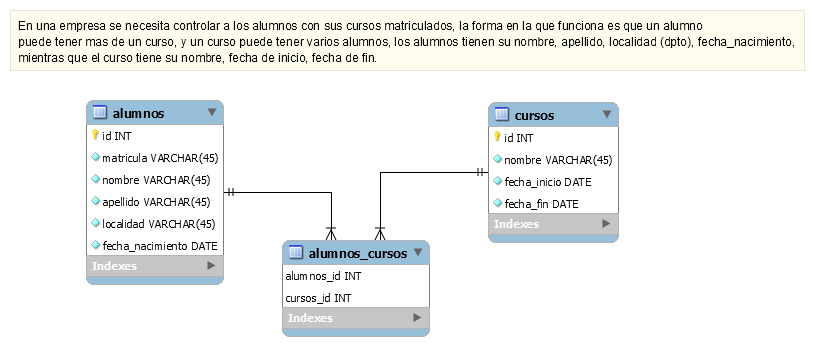 En una empresa se necesita controlar a los alumnos con sus cursos matriculados, la forma en la que funciona es que un alumno
puede tener mas de un curso, y un curso puede tener varios alumnos, los alumnos tienen su nombre, apellido, localidad (dpto), fecha_nacimiento,
mientras que el curso tiene su nombre, fecha de inicio, fecha de fin.
alumnos
id INT
matricula VARCHAR(45)
nombre VARCHAR(45)
apellido VARCHAR(45)
localidad VARCHAR(45)
fecha_nacimiento DATE
Indexes
cursos
id INT
nombre VARCHAR(45)
fecha_inicio DATE
fecha_fin DATE
Indexes
alumnos_cursos
alumnos_id INT
cursos_id INT
Indexes